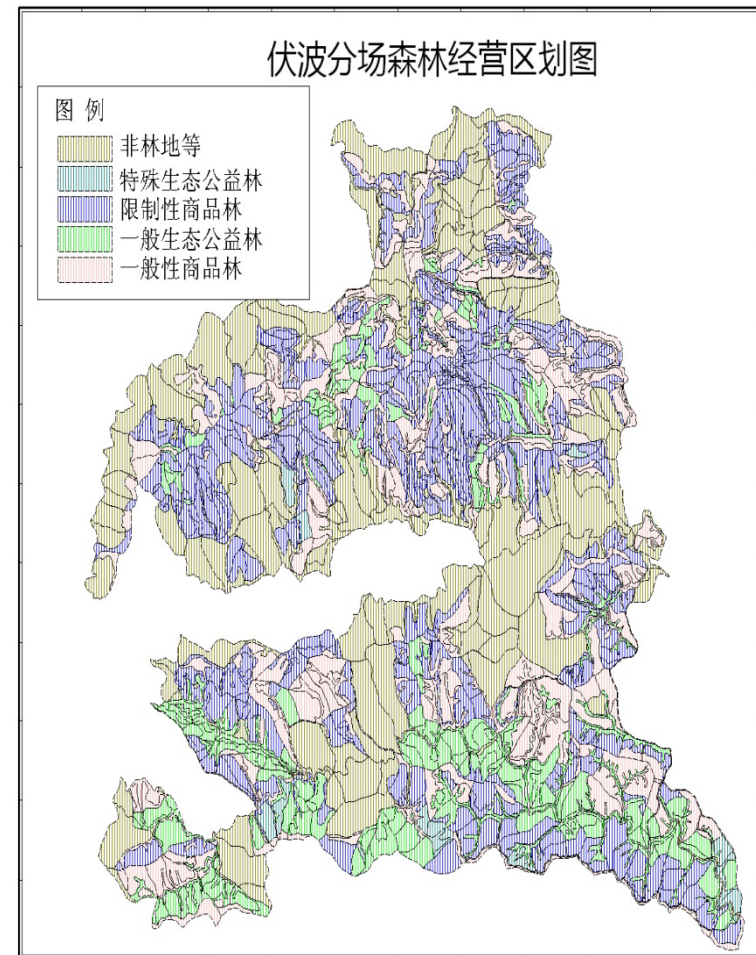 伏波分场森林经营区划图
图 例
非林地等
特殊生态公益林
限制性商品林
一般生态公益林
一般性商品林